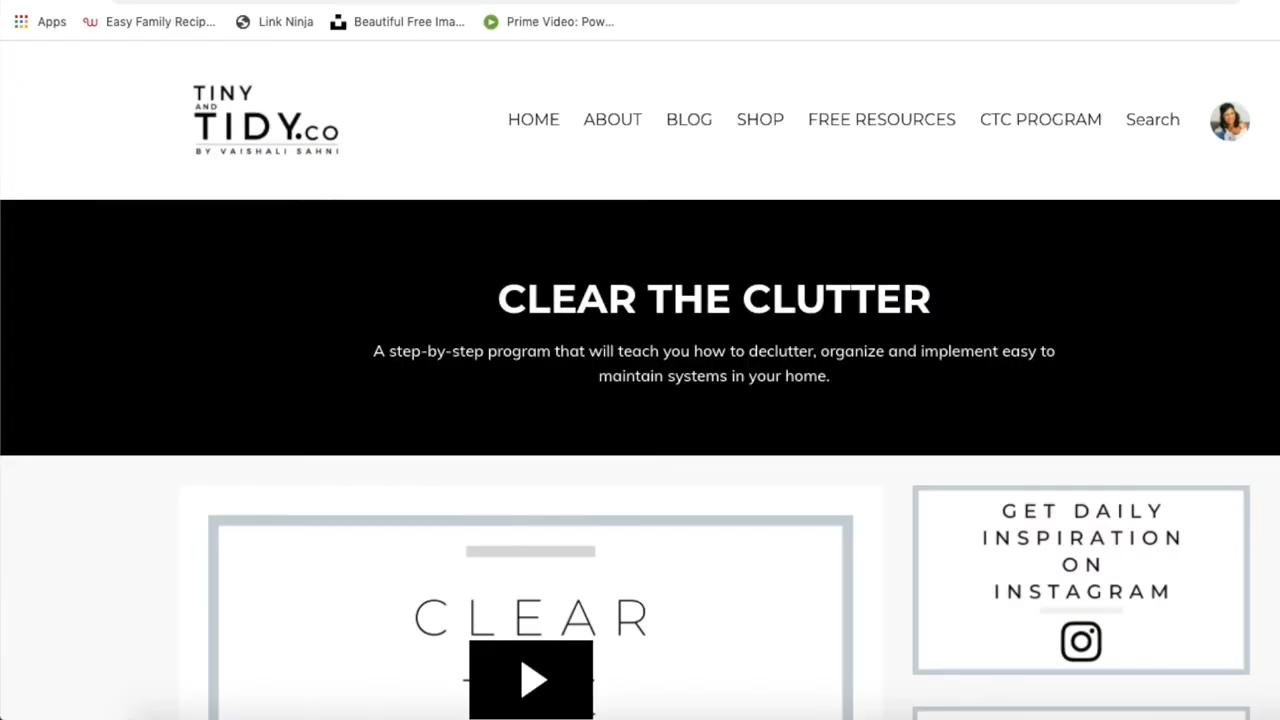 Apps Easy Family Recip... Link Ninja Beautiful Free Ima... Prime Video: Pow...
TINY
AND
TIDY.co
BY VAISHALI SAHNI
HOME ABOUT BLOG SHOP FREE RESOURCES CTC PROGRAM Search
CLEAR THE CLUTTER
A step-by-step program that will teach you how to declutter, organize and implement easy to
maintain systems in your home.
CLEAR
GET DAILY
INSPIRATION
ON
INSTAGRAM